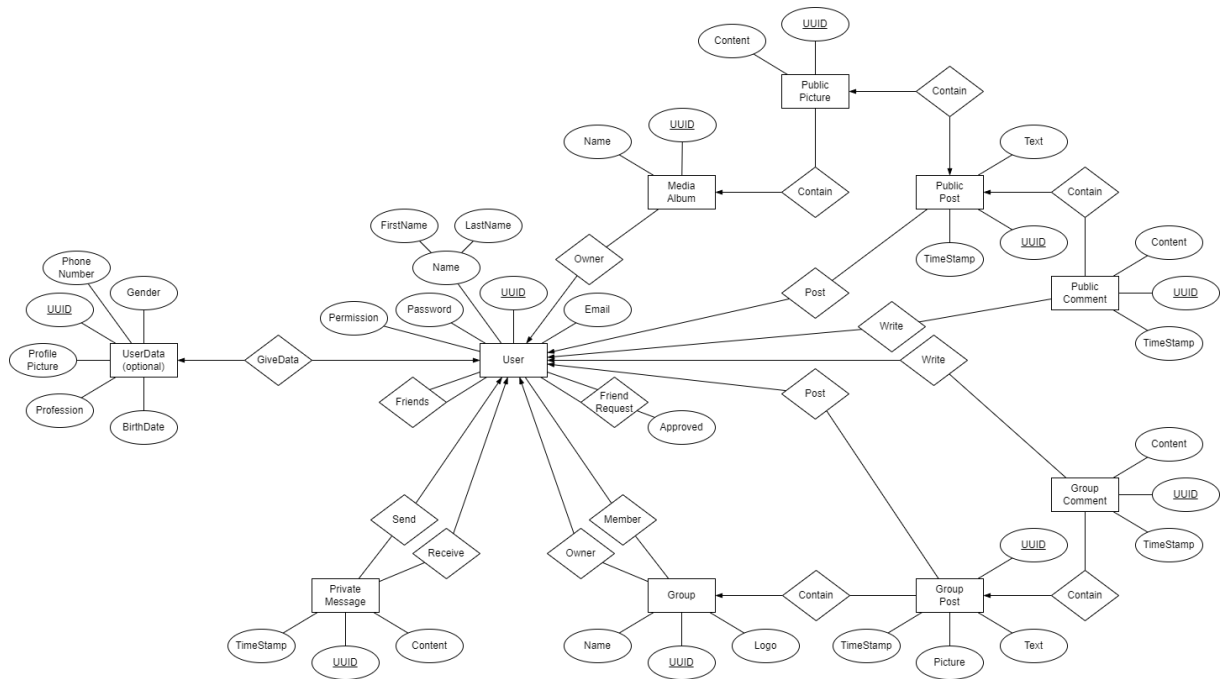 UUID
Content
Public
Picture
Contain
UUID
Name
Text
Media
Album
Contain
Public
Post
Contain
FirstName
LastName
Content
Phone
Number
Name
Owner
TimeStamp
UUID
Gender
UUID
Public
Comment
UUID
UUID
Post
Permission
Password
Email
Write
TimeStamp
Profile
Picture
UserData
(optional)
GiveData
User
Write
Friends
Friend
Request
Post
Profession
BirthDate
Approved
Content
Group
Comment
UUID
Send
Member
TimeStamp
Receive
Owner
UUID
Private
Message
Group
Contain
Group
Post
Contain
TimeStamp
Content
Name
Logo
TimeStamp
Text
UUID
UUID
Picture